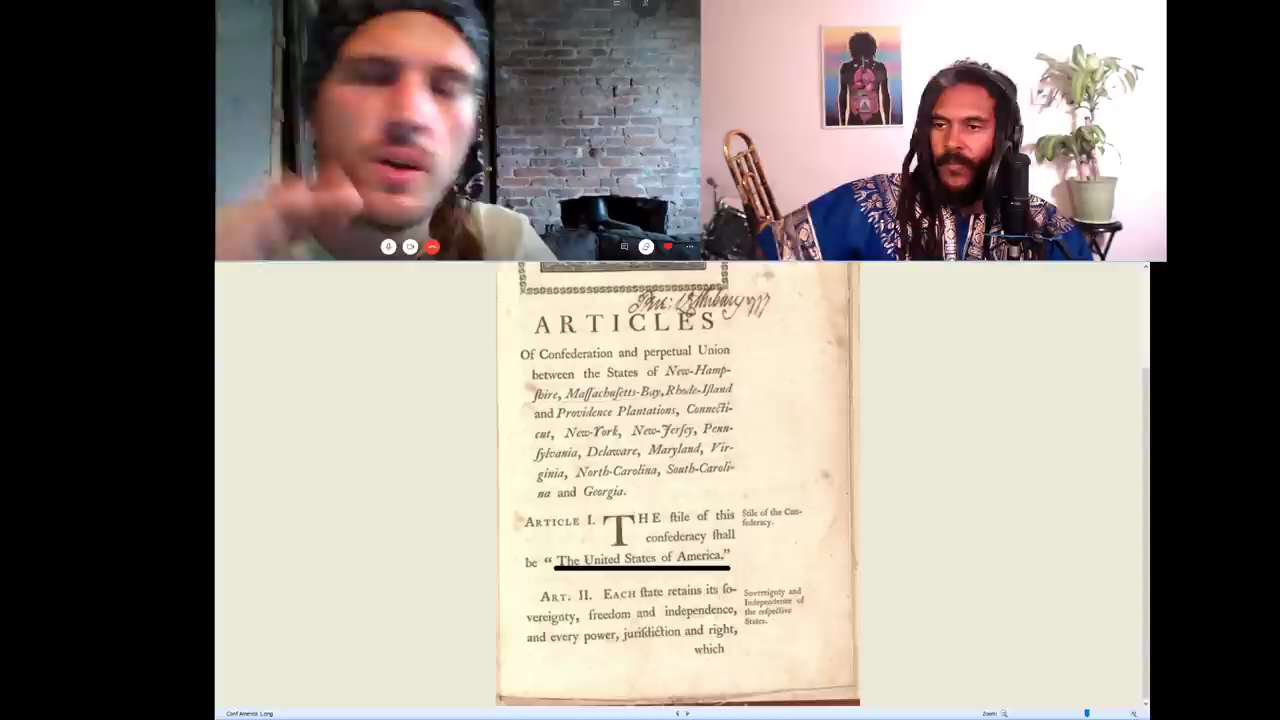 ARTICLES
Of Confederation and perpetual Union
between the States of New-Hamp-
ſhire, Maſſachuſetts-Bay, Rhode-Iſland
and Providence Plantations, Connecti-
cut, New-York, New-Jerſey, Penn-
ſylvania, Delaware, Maryland, Vir-
ginia, North-Carolina, South-Caroli-
na and Georgia.
ARTICLE I. THE ſtile of this
confederacy ſhall
be “ The United States of America.”
Stile of the Con-
federacy.
ART. II. EACH ſtate retains its ſo-
vereignty, freedom and independence,
and every power, juriſdiction and right,
which
Sovereignty and
Independence of
the reſpective
States.
Zoom: